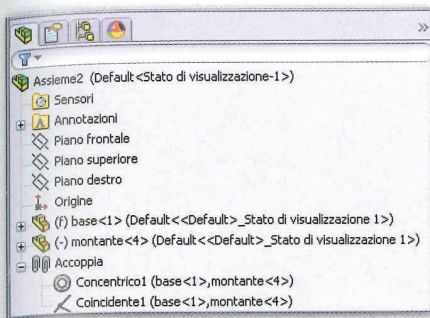 Assieme2 (Default<Stato di visualizzazione-1>)
Sensori
A Annotazioni
Piano frontale
Piano superiore
Piano destro
Origine
(f) base<1> (Default<<Default>_Stato di visualizzazione 1>)
(-) montante<4> (Default<<Default>_Stato di visualizzazione 1>)
Accoppia
Concentrico1 (base<1>,montante<4>)
Coincidente1 (base<1>,montante<4>)